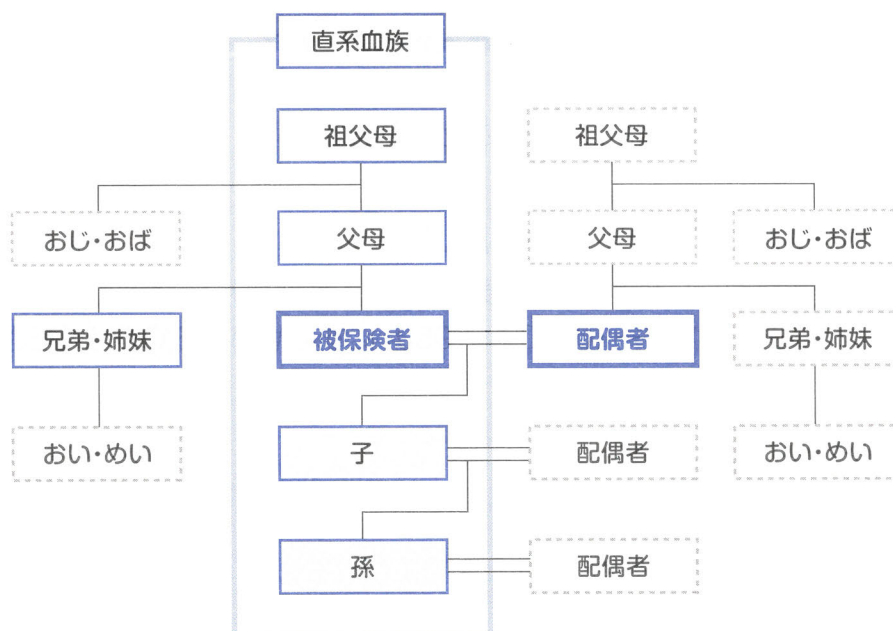 直系血族
祖父母
祖父母
おじ・おば
父母
父母
おじ・おば
兄弟・姉妹
被保険者
配偶者
兄弟・姉妹
おい・めい
子
配偶者
おい・めい
孫
配偶者